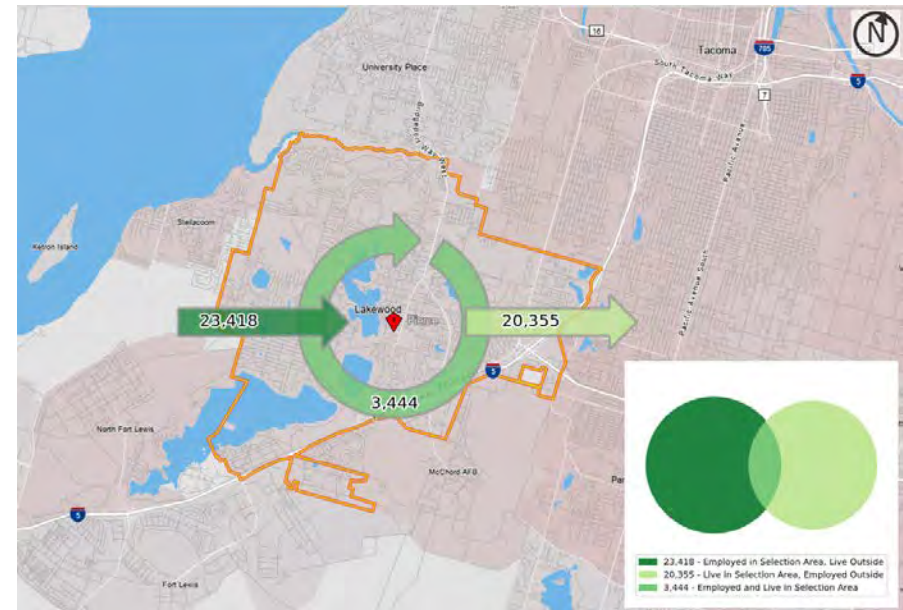 N
16
705
Tacoma
5
7
South Tacoma Way
University Place
Bridgeport Way West
Pacific Avenue
Steilacoom
Ketron Island
Pacific Avenue South
Lakewood
Pierce
23,418
20,355
3,444
5
North Fort Lewis
McChord AFB
Par
5
Fort Lewis
23,418 - Employed in Selection Area, Live Outside
20,355 - Live in Selection Area, Employed Outside
3,444 - Employed and Live in Selection Area